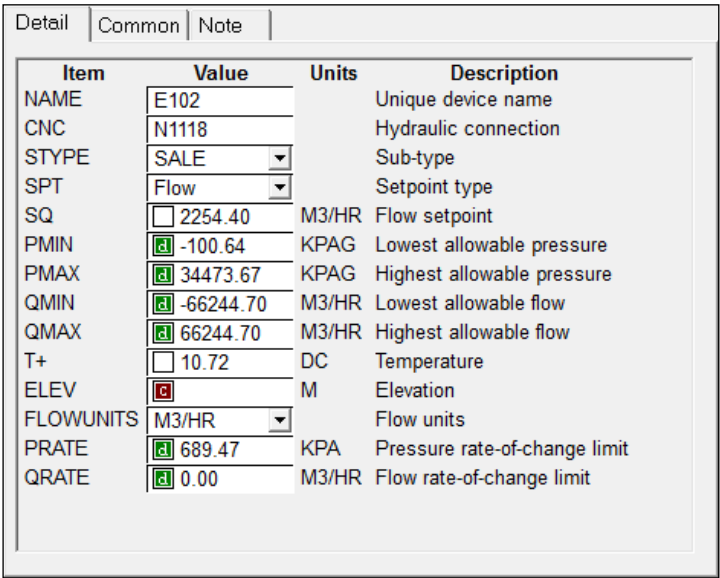 Detail Common Note
Item Value Units Description
NAME E102 Unique device name
CNC N1118 Hydraulic connection
STYPE SALE Sub-type
SPT Flow Setpoint type
SQ 2254.40 M3/HR Flow setpoint
PMIN d -100.64 KPAG Lowest allowable pressure
PMAX d 34473.67 KPAG Highest allowable pressure
QMIN d -66244.70 M3/HR Lowest allowable flow
QMAX d 66244.70 M3/HR Highest allowable flow
T+ 10.72 DC Temperature
ELEV c M Elevation
FLOWUNITS M3/HR Flow units
PRATE d 689.47 KPA Pressure rate-of-change limit
QRATE d 0.00 M3/HR Flow rate-of-change limit